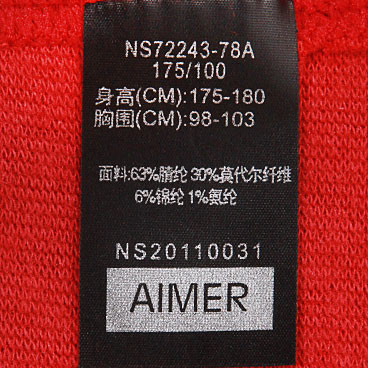 NS72243-78A
175/100
身高(CM):175-180
胸围(CM):98-103
面料:63%腈纶 30%莫代尔纤维
6%锦纶 1%氨纶
NS20110031
AIMER